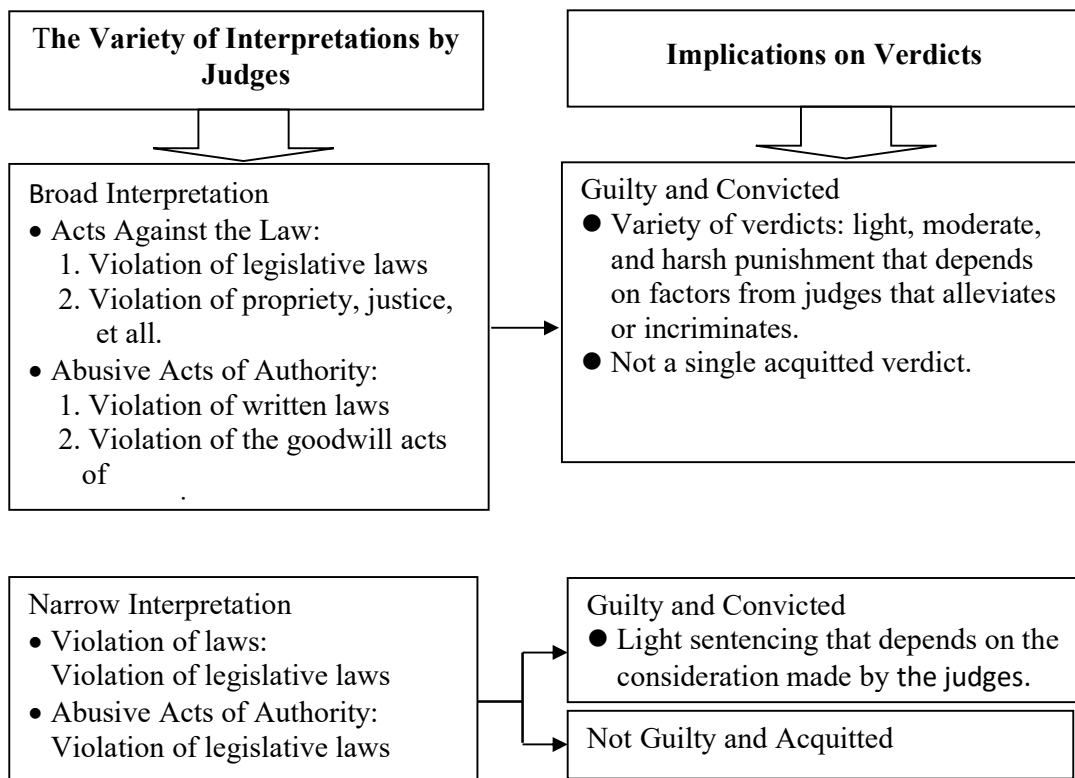 The Variety of Interpretations by
Judges
Implications on Verdicts
Broad Interpretation
• Acts Against the Law:
1. Violation of legislative laws
2. Violation of propriety, justice,
et all.
• Abusive Acts of Authority:
1. Violation of written laws
2. Violation of the goodwill acts
of
.
Guilty and Convicted
● Variety of verdicts: light, moderate,
and harsh punishment that depends
on factors from judges that alleviates
or incriminates.
● Not a single acquitted verdict.
Narrow Interpretation
• Violation of laws:
Violation of legislative laws
• Abusive Acts of Authority:
Violation of legislative laws
Guilty and Convicted
● Light sentencing that depends on the
consideration made by the judges.
Not Guilty and Acquitted